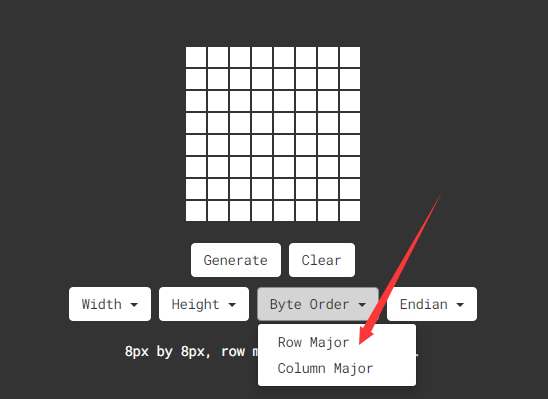 Generate Clear
Width Height Byte Order Endian
Row Major
8px by 8px, row m .
Column Major